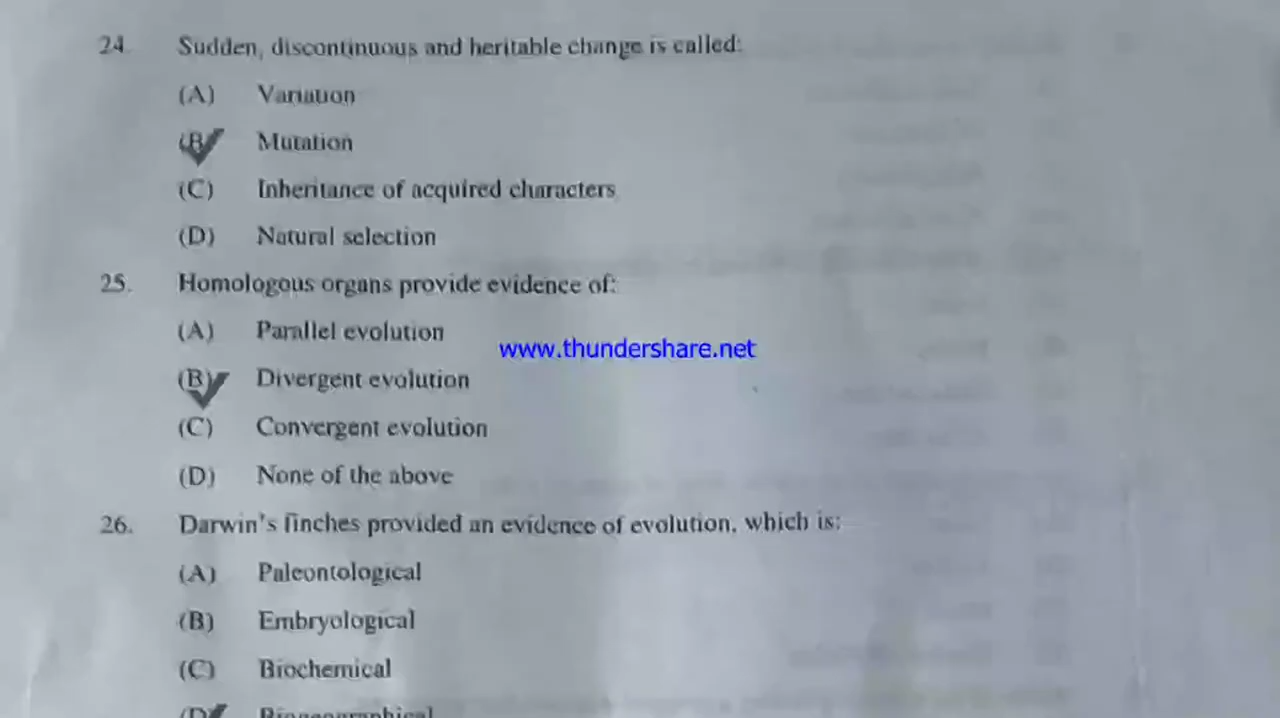 24. Sudden, discontinuous and heritable change is called:
(A) Variation
(B) Mutation
(C) Inheritance of acquired characters
(D) Natural selection
25. Homologous organs provide evidence of:
(A) Parallel evolution
www.thundershare.net
(B) Divergent evolution
(C) Convergent evolution
(D) None of the above
26. Darwin's finches provided an evidence of evolution, which is:
(A) Paleontological
(B) Embryological
(C) Biochemical
(D) Biogeographical